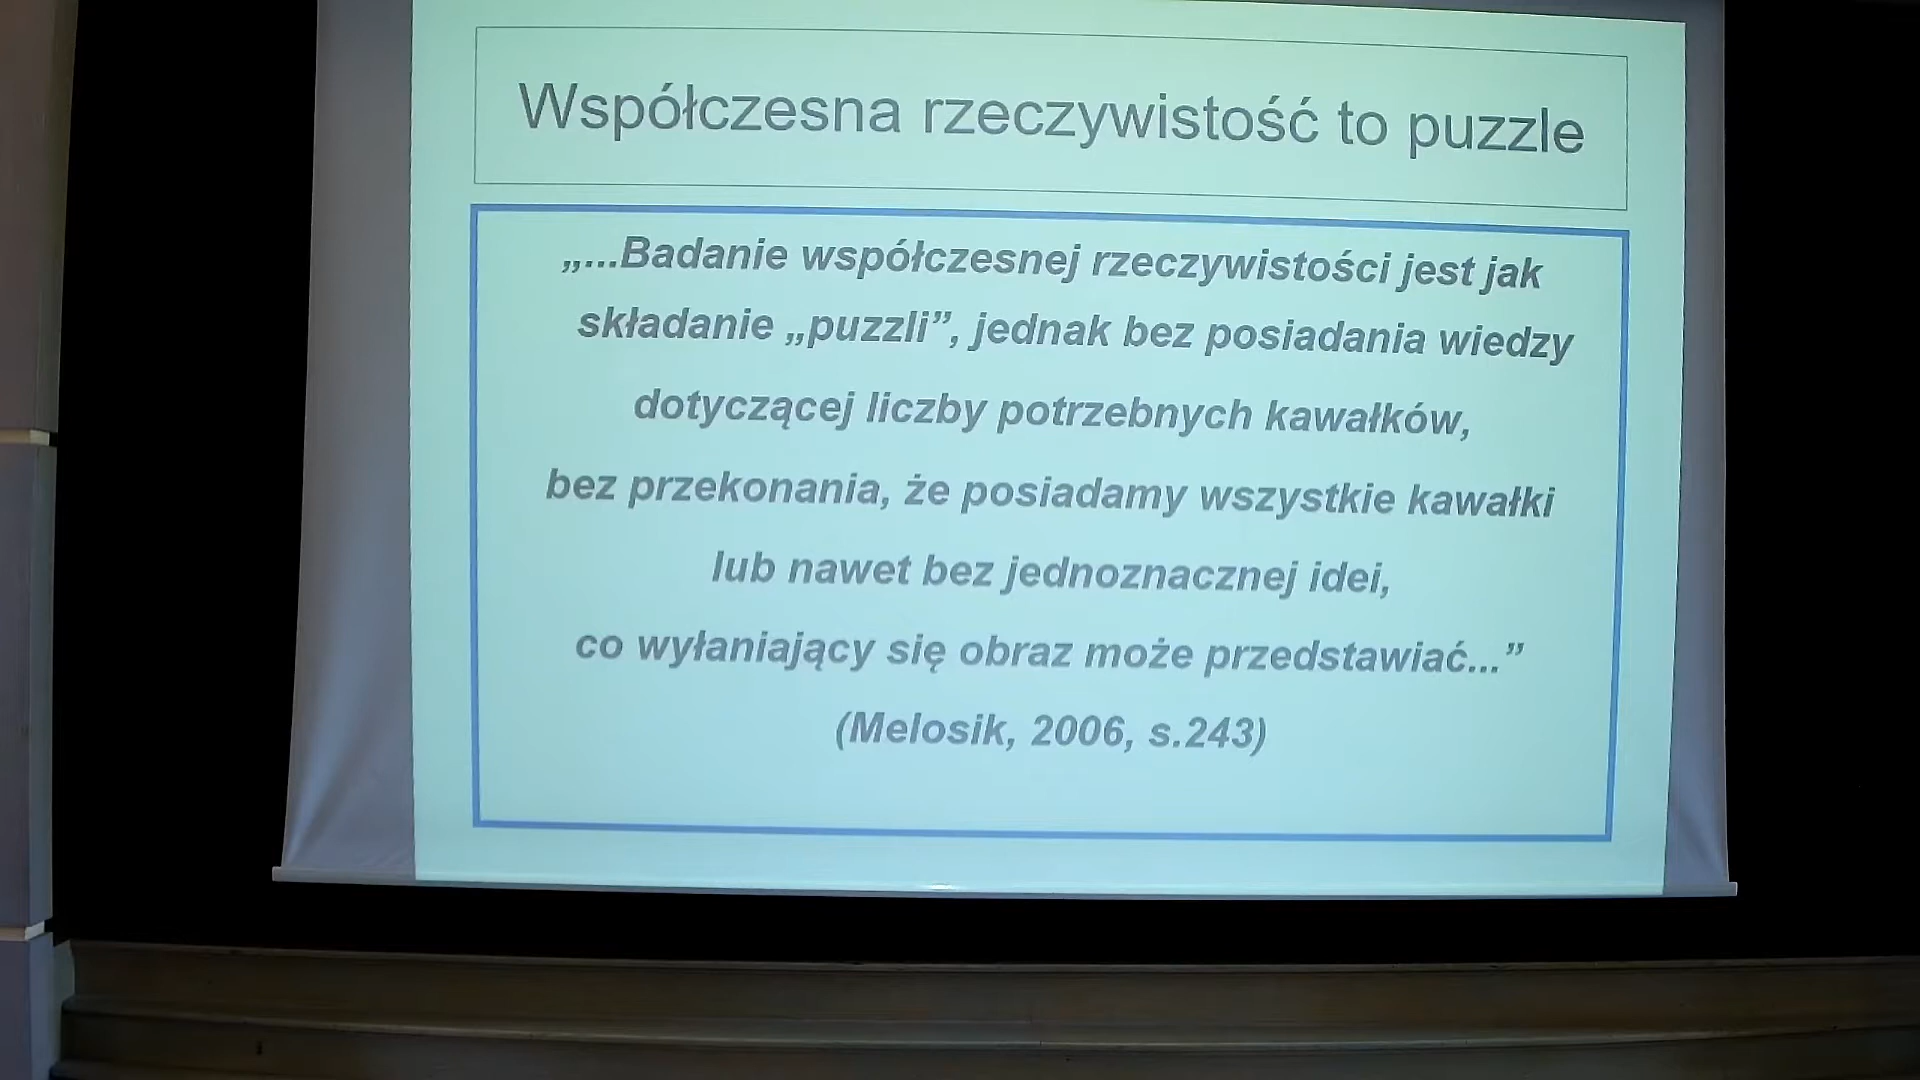 Współczesna rzeczywistość to puzzle
„...Badanie współczesnej rzeczywistości jest jak
składanie „puzzli”, jednak bez posiadania wiedzy
dotyczącej liczby potrzebnych kawałków,
bez przekonania, że posiadamy wszystkie kawałki
lub nawet bez jednoznacznej idei,
co wyłaniający się obraz może przedstawiać...”
(Melosik, 2006, s.243)